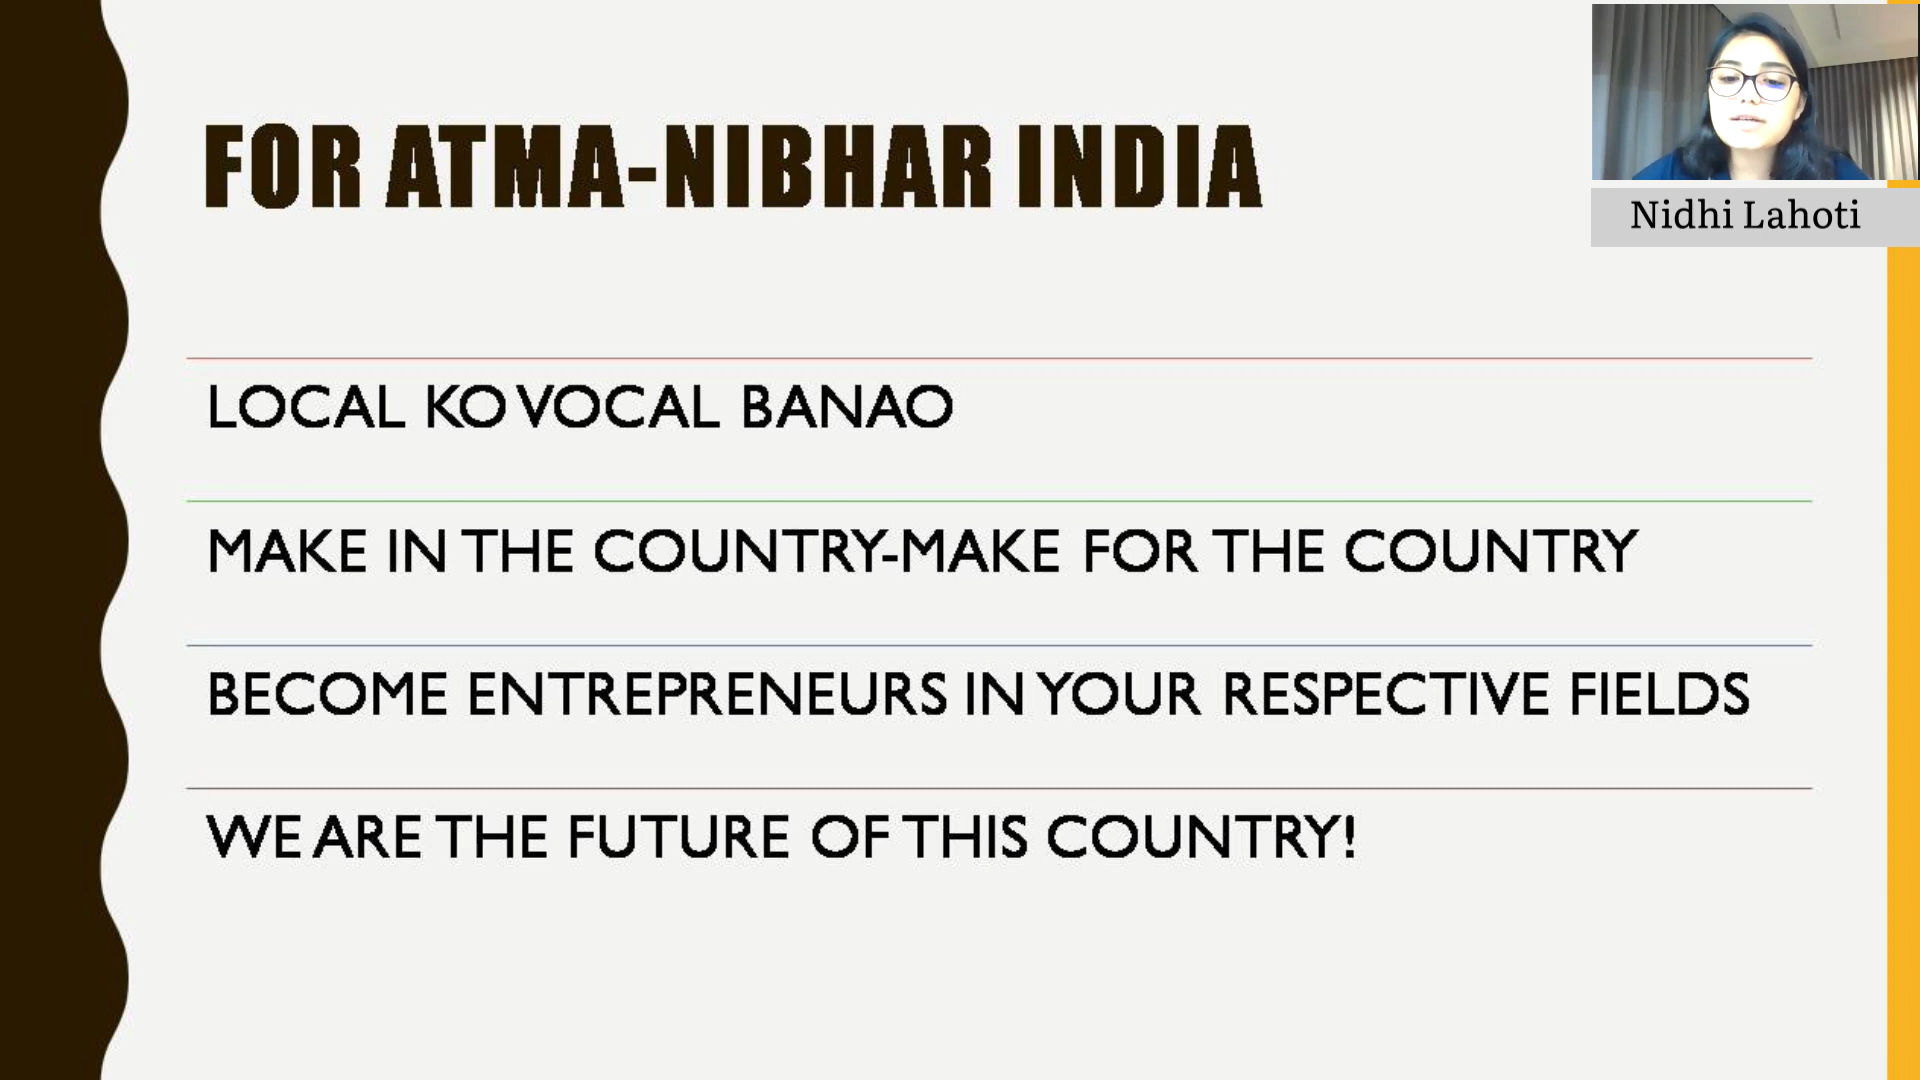 FOR ATMA-NIBHAR INDIA
Nidhi Lahoti
LOCAL KO VOCAL BANAO
MAKE IN THE COUNTRY-MAKE FOR THE COUNTRY
BECOME ENTREPRENEURS IN YOUR RESPECTIVE FIELDS
WE ARE THE FUTURE OF THIS COUNTRY!